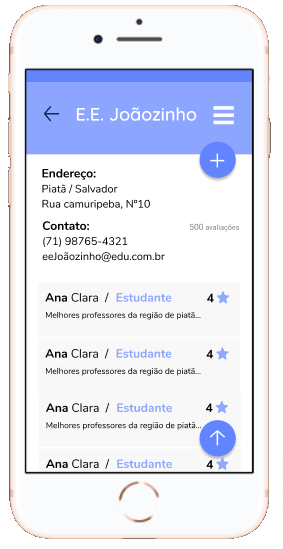 E.E. Joãozinho
Endereço:
Piatã / Salvador
Rua camuripeba, Nº10
Contato:
500 avaliações
(71) 98765-4321
eeJoãozinho@edu.com.br
Ana Clara / Estudante 4
Melhores professores da região de piatã...
Ana Clara / Estudante 4
Melhores professores da região de piatã...
Ana Clara / Estudante 4
Melhores professores da região de piatã...
Ana Clara / Estudante 4